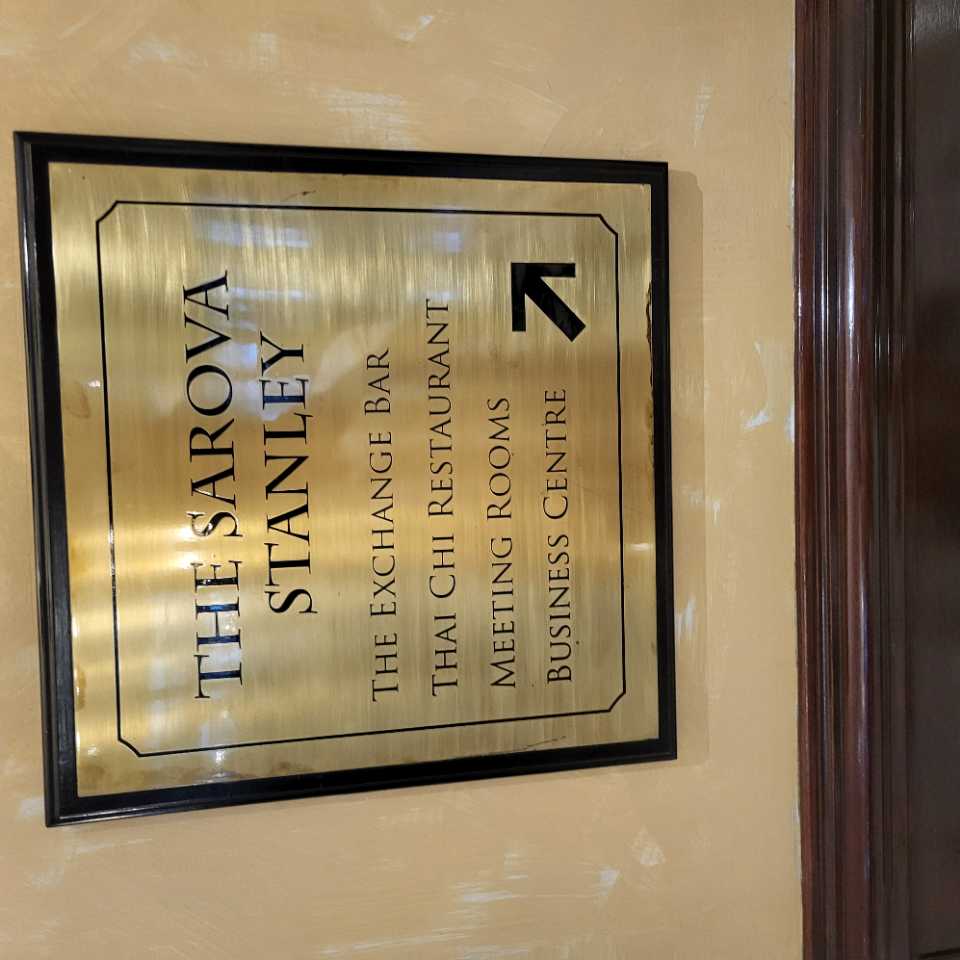 THE SAROVA
STANLEY
THE EXCHANGE BAR
THAI CHI RESTAURANT
MEETING ROOMS
BUSINESS CENTRE